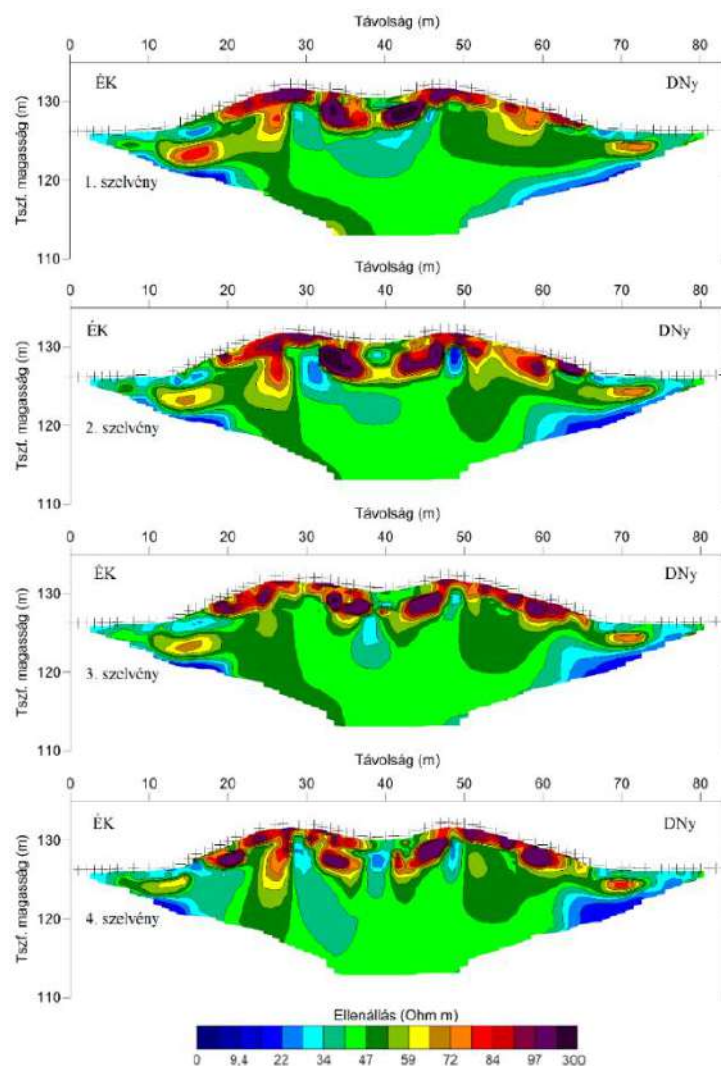 Távolság (m)
0 10 20 30 40 50 60 70 80
ÉK DNy
130
120
110
Tszf. magasság (m)
1. szelvény
Távolság (m)
0 10 20 30 40 50 60 70 80
ÉK DNy
130
120
110
Tszf. magasság (m)
2. szelvény
Távolság (m)
0 10 20 30 40 50 60 70 80
ÉK DNy
130
120
110
Tszf. magasság (m)
3. szelvény
Távolság (m)
0 10 20 30 40 50 60 70 80
ÉK DNy
130
120
110
Tszf. magasság (m)
4. szelvény
Ellenállás (Ohm m)
0 9,4 22 34 47 59 72 84 97 300